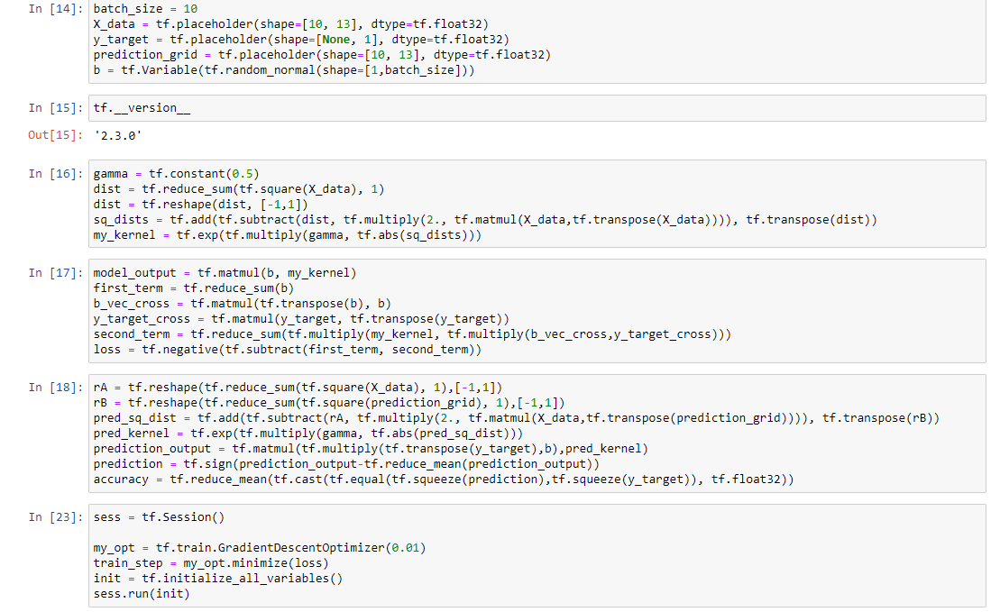 In [14]: batch_size = 10
X_data = tf.placeholder(shape=[10, 13], dtype=tf.float32)
y_target = tf.placeholder(shape=[None, 1], dtype=tf.float32)
prediction_grid = tf.placeholder(shape=[10, 13], dtype=tf.float32)
b = tf.Variable(tf.random_normal(shape=[1,batch_size]))
In [15]: tf.__version__
Out[15]: '2.3.0'
In [16]: gamma = tf.constant(0.5)
dist = tf.reduce_sum(tf.square(X_data), 1)
dist = tf.reshape(dist, [-1,1])
sq_dists = tf.add(tf.subtract(dist, tf.multiply(2., tf.matmul(X_data,tf.transpose(X_data)))), tf.transpose(dist))
my_kernel = tf.exp(tf.multiply(gamma, tf.abs(sq_dists)))
In [17]: model_output = tf.matmul(b, my_kernel)
first_term = tf.reduce_sum(b)
b_vec_cross = tf.matmul(tf.transpose(b), b)
y_target_cross = tf.matmul(y_target, tf.transpose(y_target))
second_term = tf.reduce_sum(tf.multiply(my_kernel, tf.multiply(b_vec_cross,y_target_cross)))
loss = tf.negative(tf.subtract(first_term, second_term))
In [18]: rA = tf.reshape(tf.reduce_sum(tf.square(X_data), 1),[-1,1])
rB = tf.reshape(tf.reduce_sum(tf.square(prediction_grid), 1),[-1,1])
pred_sq_dist = tf.add(tf.subtract(rA, tf.multiply(2., tf.matmul(X_data,tf.transpose(prediction_grid)))), tf.transpose(rB))
pred_kernel = tf.exp(tf.multiply(gamma, tf.abs(pred_sq_dist)))
prediction_output = tf.matmul(tf.multiply(tf.transpose(y_target),b),pred_kernel)
prediction = tf.sign(prediction_output-tf.reduce_mean(prediction_output))
accuracy = tf.reduce_mean(tf.cast(tf.equal(tf.squeeze(prediction),tf.squeeze(y_target)), tf.float32))
In [23]: sess = tf.Session()
my_opt = tf.train.GradientDescentOptimizer(0.01)
train_step = my_opt.minimize(loss)
init = tf.initialize_all_variables()
sess.run(init)